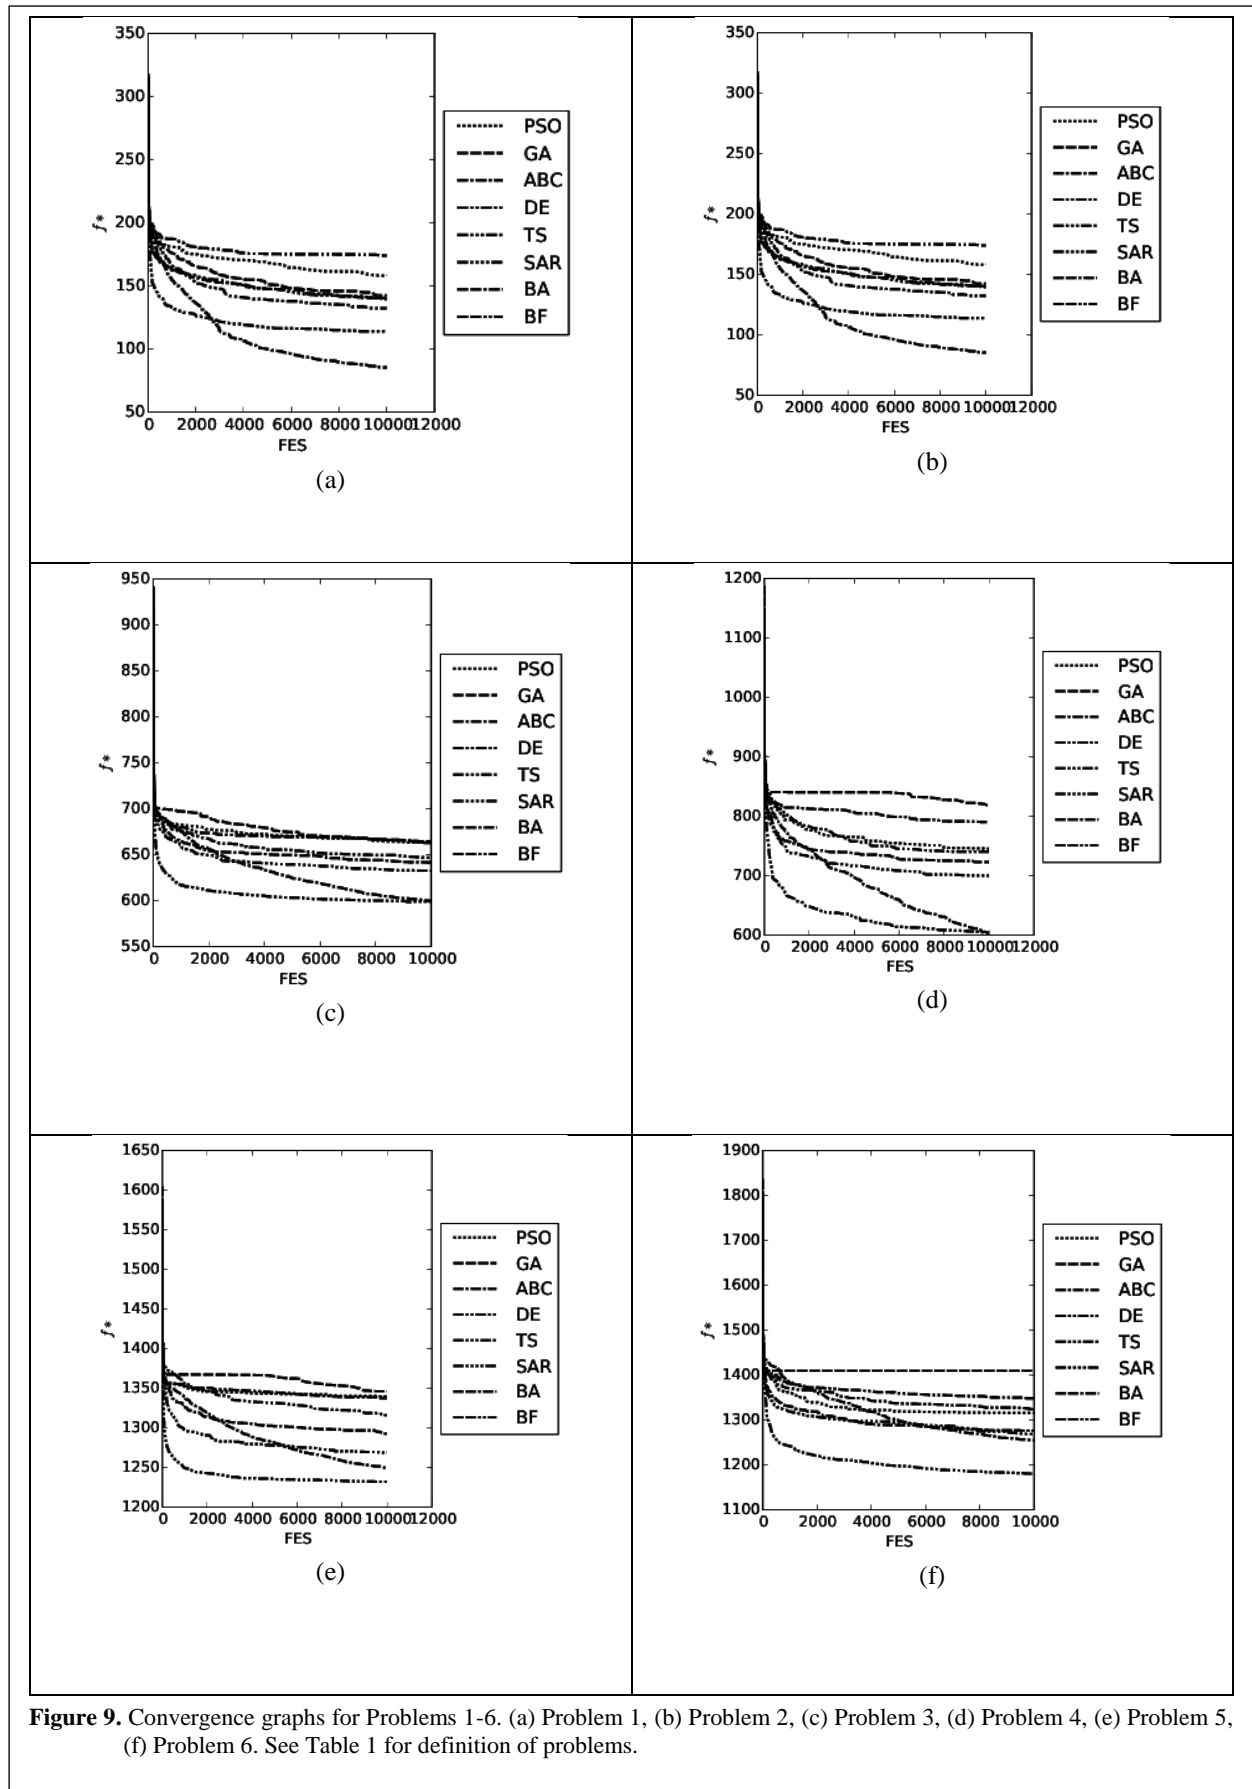 350
300
250
200
150
100
50
f*
0 2000 4000 6000 8000 10000 12000
FES
PSO
GA
ABC
DE
TS
SAR
BA
BF
(a)
350
300
250
200
150
100
50
f*
0 2000 4000 6000 8000 10000 12000
FES
PSO
GA
ABC
DE
TS
SAR
BA
BF
(b)
950
900
850
800
750
700
650
600
550
f*
0 2000 4000 6000 8000 10000
FES
PSO
GA
ABC
DE
TS
SAR
BA
BF
(c)
1200
1100
1000
900
800
700
600
f*
0 2000 4000 6000 8000 10000 12000
FES
PSO
GA
ABC
DE
TS
SAR
BA
BF
(d)
1650
1600
1550
1500
1450
1400
1350
1300
1250
1200
f*
0 2000 4000 6000 8000 10000 12000
FES
PSO
GA
ABC
DE
TS
SAR
BA
BF
(e)
1900
1800
1700
1600
1500
1400
1300
1200
1100
f*
0 2000 4000 6000 8000 10000
FES
PSO
GA
ABC
DE
TS
SAR
BA
BF
(f)
Figure 9. Convergence graphs for Problems 1-6. (a) Problem 1, (b) Problem 2, (c) Problem 3, (d) Problem 4, (e) Problem 5,
(f) Problem 6. See Table 1 for definition of problems.